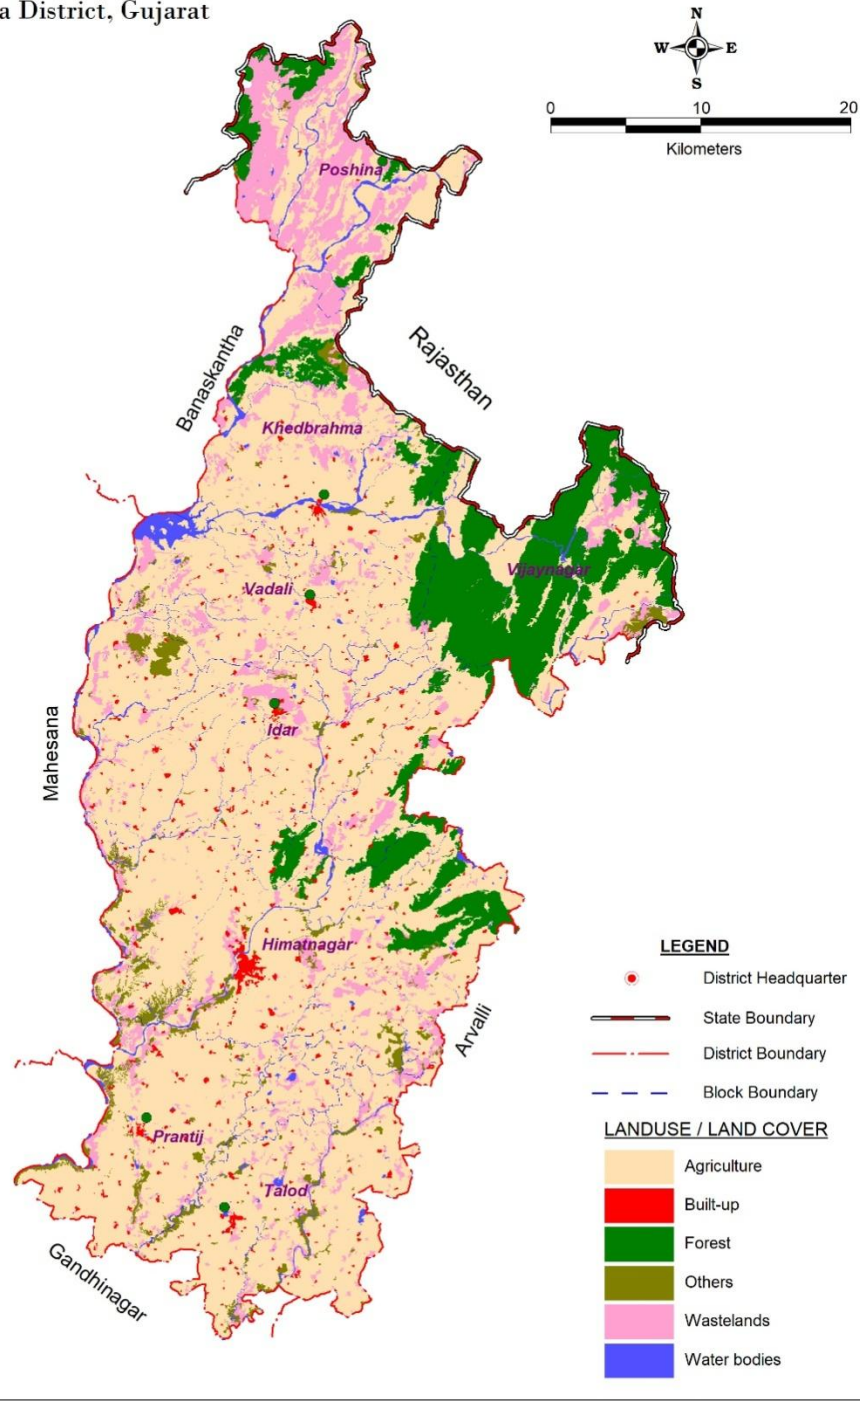 a District, Gujarat
N
W E
S
0 10 20
Kilometers
Poshina
Banaskantha
Rajasthan
Khedbrahma
Vadali
Vijaynagar
Mahesana
Idar
Himatnagar
Arvalli
Prantij
Talod
Gandhinagar
LEGEND
District Headquarter
State Boundary
District Boundary
Block Boundary
LANDUSE / LAND COVER
Agriculture
Built-up
Forest
Others
Wastelands
Water bodies